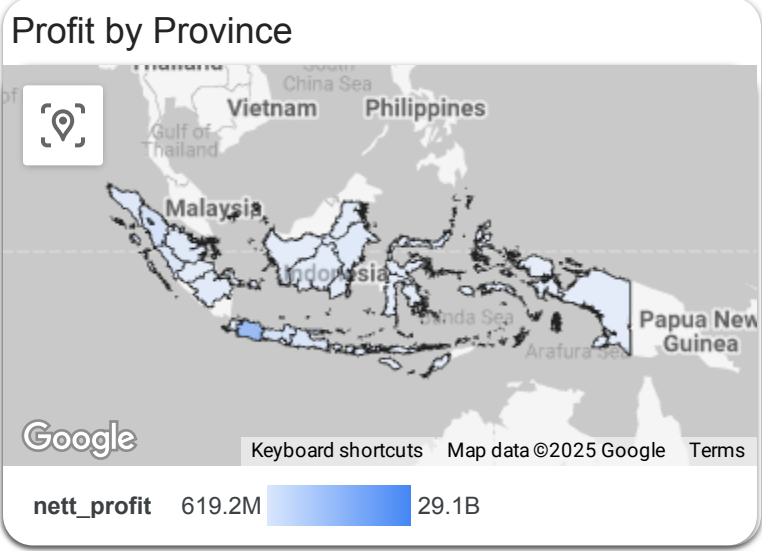 Profit by Province
Thailand
South
China Sea
Vietnam
Philippines
Gulf of
Thailand
Malaysia
Indonesia
Banda Sea
Papua New
Guinea
Arafura Sea
Google
Keyboard shortcuts
Map data ©2025 Google
Terms
nett_profit
619.2M
29.1B